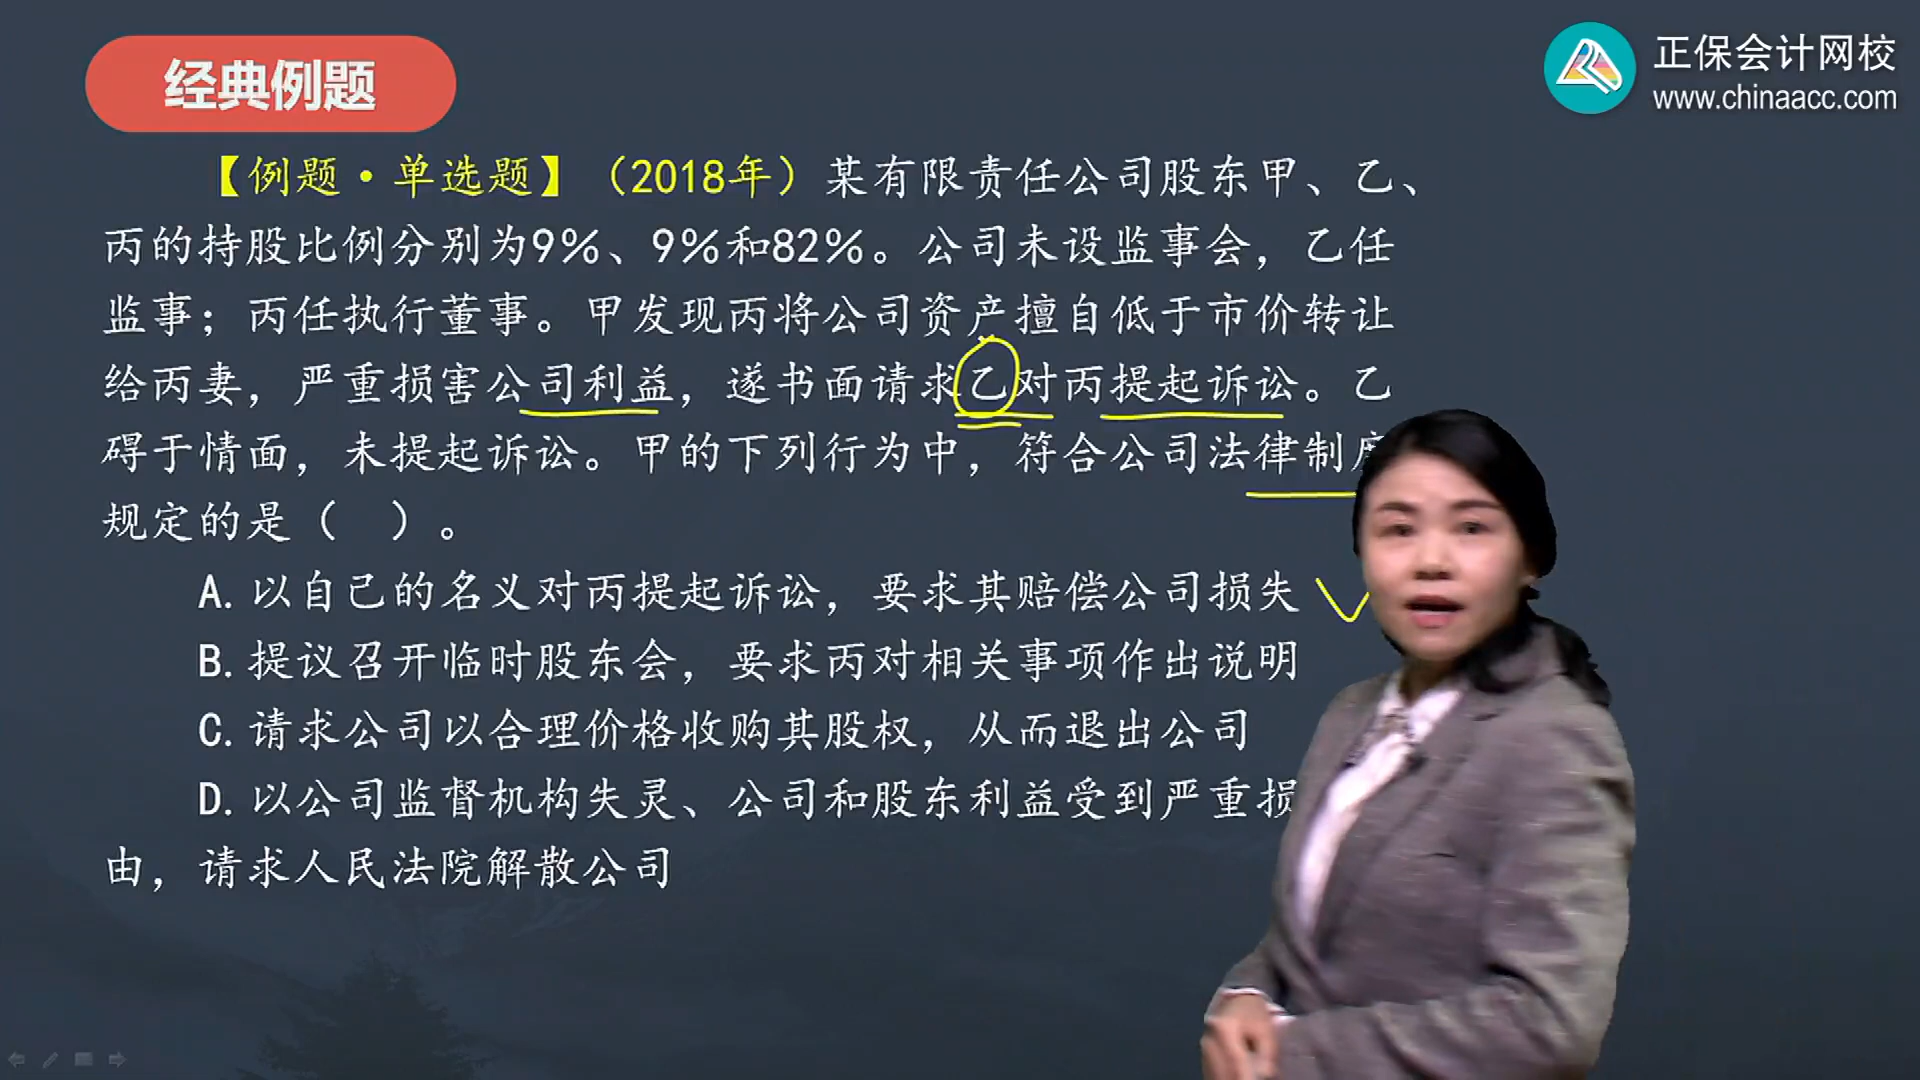 经典例题
正保会计网校
www.chinaacc.com
【例题·单选题】（2018年）某有限责任公司股东甲、乙、
丙的持股比例分别为9%、9%和82%。公司未设监事会，乙任
监事；丙任执行董事。甲发现丙将公司资产擅自低于市价转让
给丙妻，严重损害公司利益，遂书面请求乙对丙提起诉讼。乙
碍于情面，未提起诉讼。甲的下列行为中，符合公司法律制度
规定的是（ ）。
A.以自己的名义对丙提起诉讼，要求其赔偿公司损失
B.提议召开临时股东会，要求丙对相关事项作出说明
C.请求公司以合理价格收购其股权，从而退出公司
D.以公司监督机构失灵、公司和股东利益受到严重损
由，请求人民法院解散公司